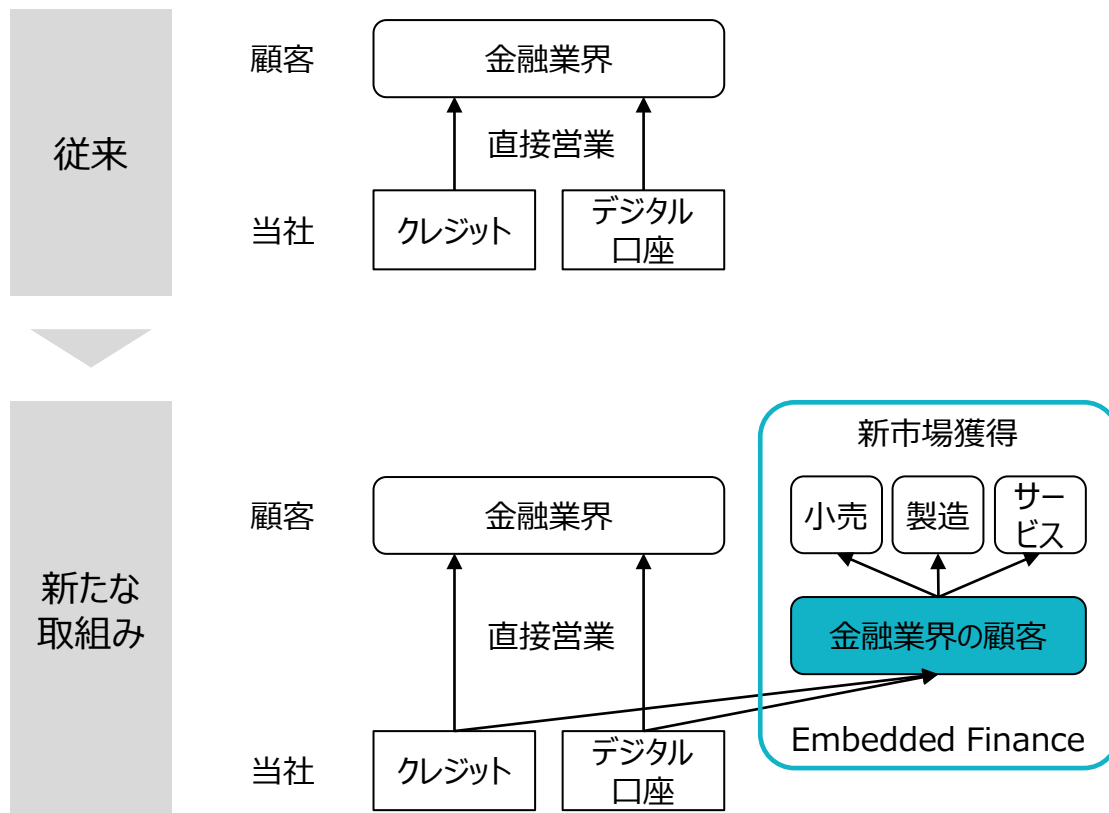 従来
顧客
金融業界
直接営業
当社
クレジット
デジタル
口座
新たな
取組み
新市場獲得
顧客
金融業界
小売
製造
サー
ビス
直接営業
金融業界の顧客
当社
クレジット
デジタル
口座
Embedded Finance